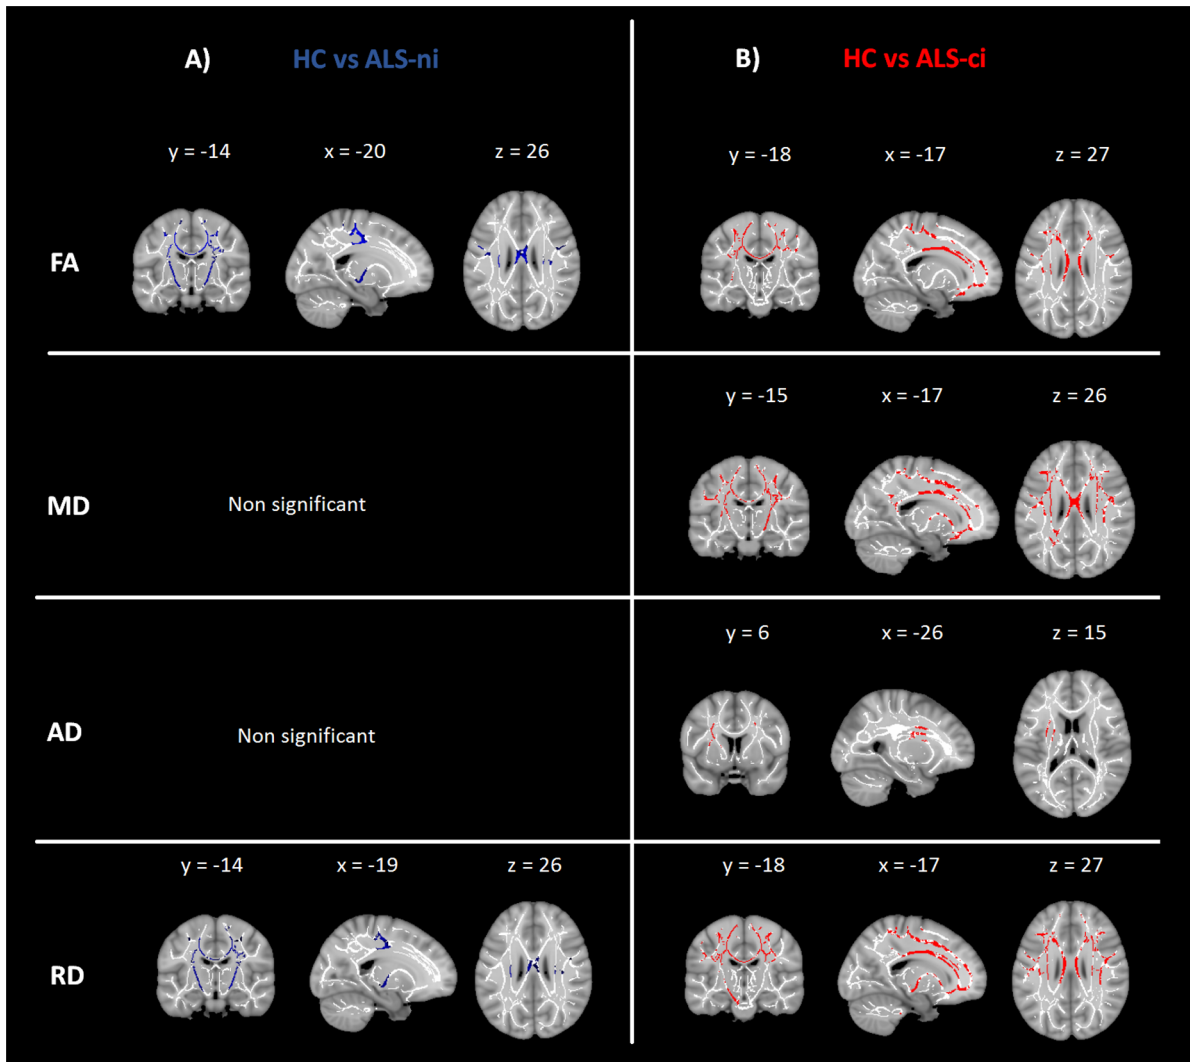 A) HC vs ALS-ni B) HC vs ALS-ci
y = -14 x = -20 z = 26 y = -18 x = -17 z = 27
FA
y = -15 x = -17 z = 26
MD Non significant
y = 6 x = -26 z = 15
AD Non significant
y = -14 x = -19 z = 26 y = -18 x = -17 z = 27
RD